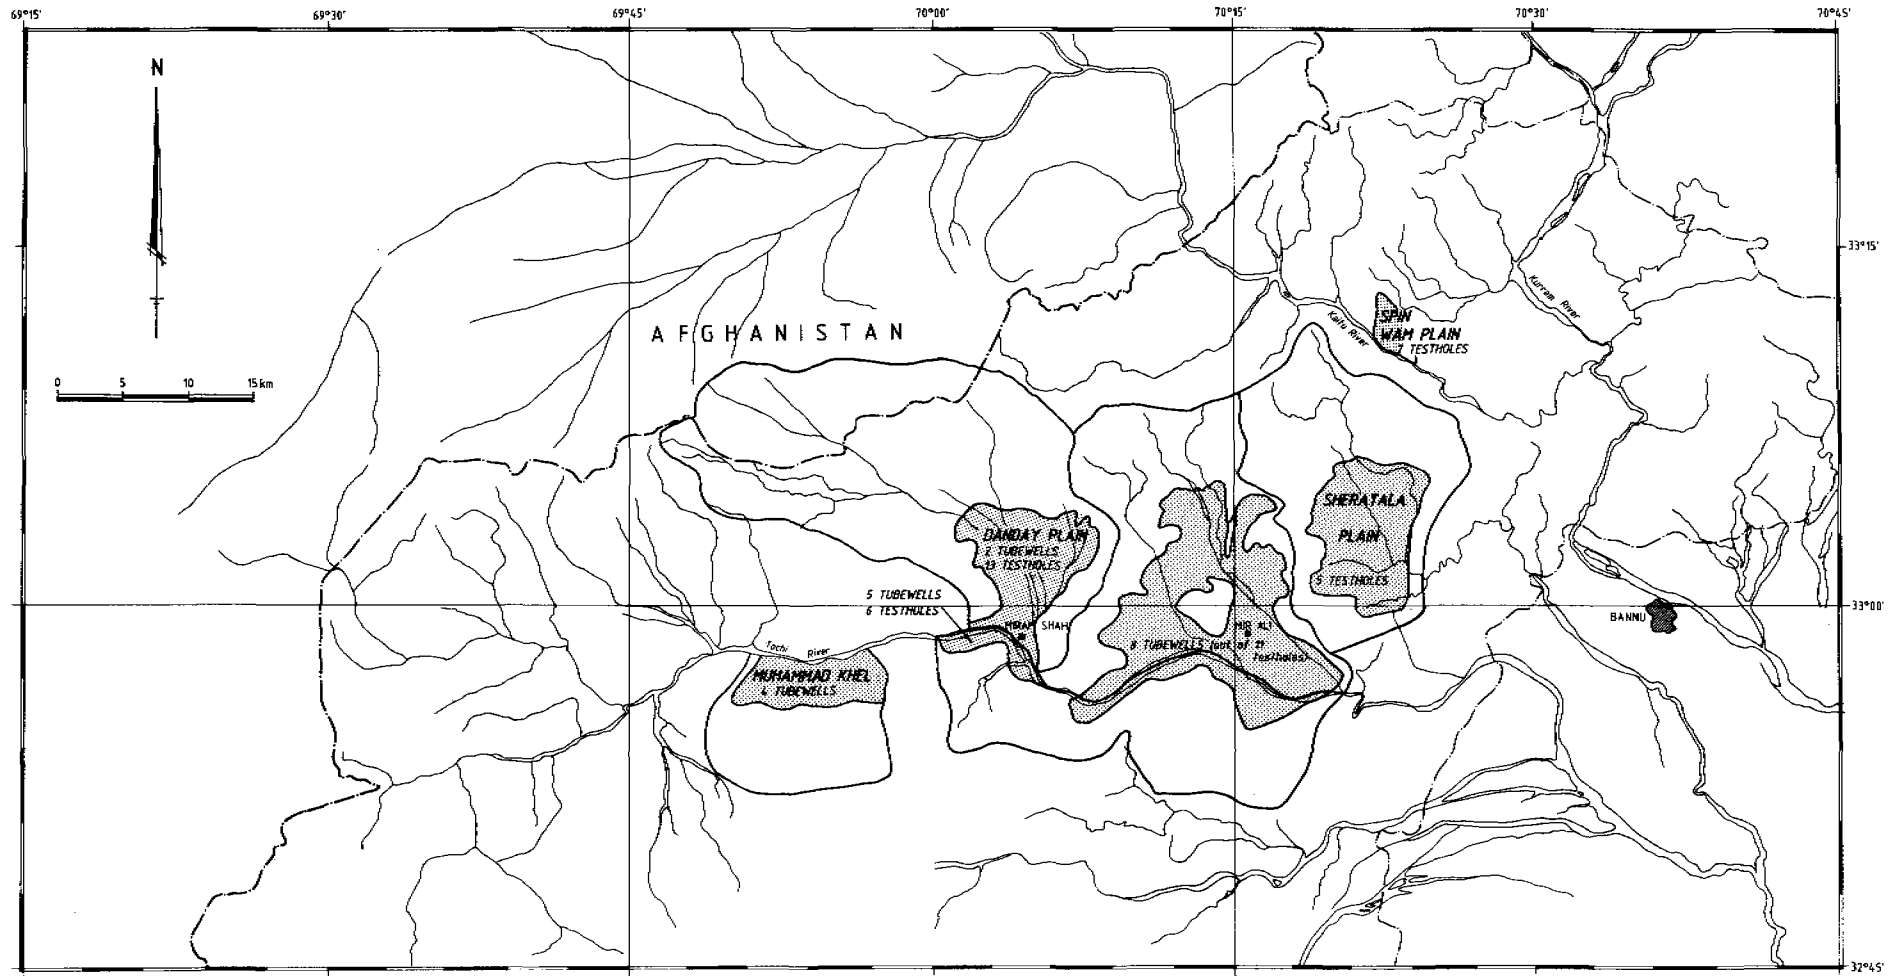 69°15' 69°30' 69°45' 70°00' 70°15' 70°30' 70°45'
N
33°15'
Kurram River
Kaitu River
SPIN
WAM PLAIN
7 TESTHOLES
AFGHANISTAN
0 5 10 15 km
SHERATALA
PLAIN
5 TESTHOLES
DANDAY PLAIN
2 TUBEWELLS
13 TESTHOLES
5 TUBEWELLS
6 TESTHOLES
33°00'
BANNU
MIRAM SHAH
MIR ALI
8 TUBEWELLS (out of 21
Testholes)
Tochi River
MUHAMMAD KHEL
4 TUBEWELLS
32°45'